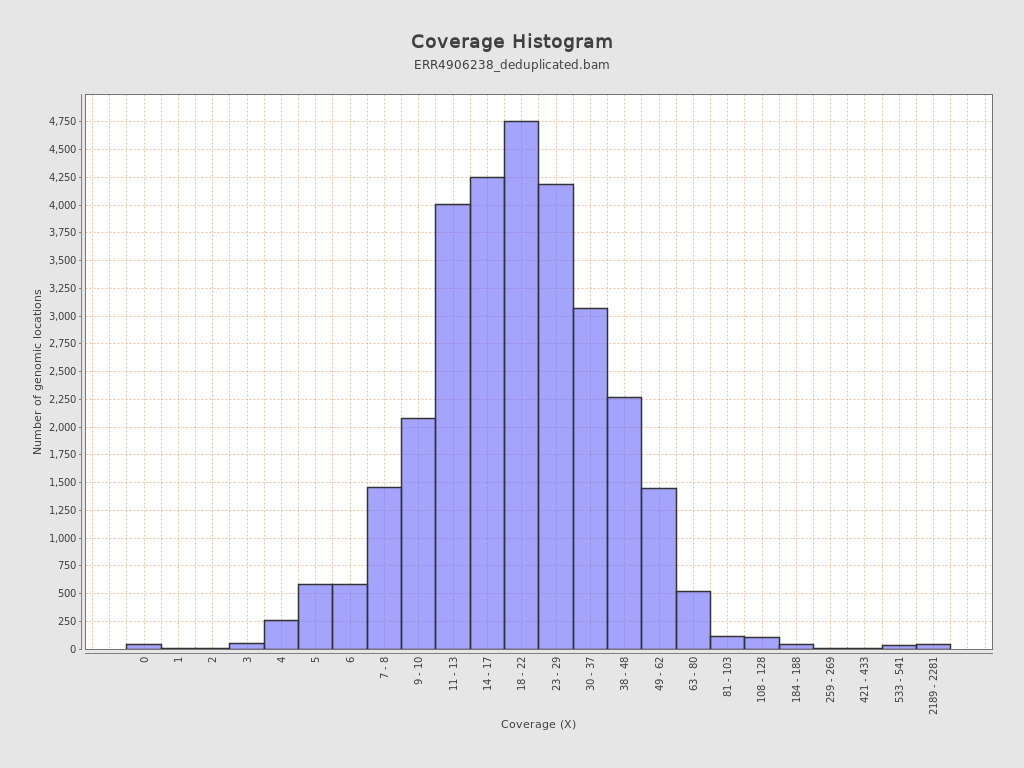 Coverage Histogram
ERR4906238_deduplicated.bam
Number of genomic locations
4,750
4,500
4,250
4,000
3,750
3,500
3,250
3,000
2,750
2,500
2,250
2,000
1,750
1,500
1,250
1,000
750
500
250
0
0
1
2
3
4
5
6
7 - 8
9 - 10
11 - 13
14 - 17
18 - 22
23 - 29
30 - 37
38 - 48
49 - 62
63 - 80
81 - 103
108 - 128
184 - 188
259 - 269
421 - 433
533 - 541
2189 - 2281
Coverage (X)